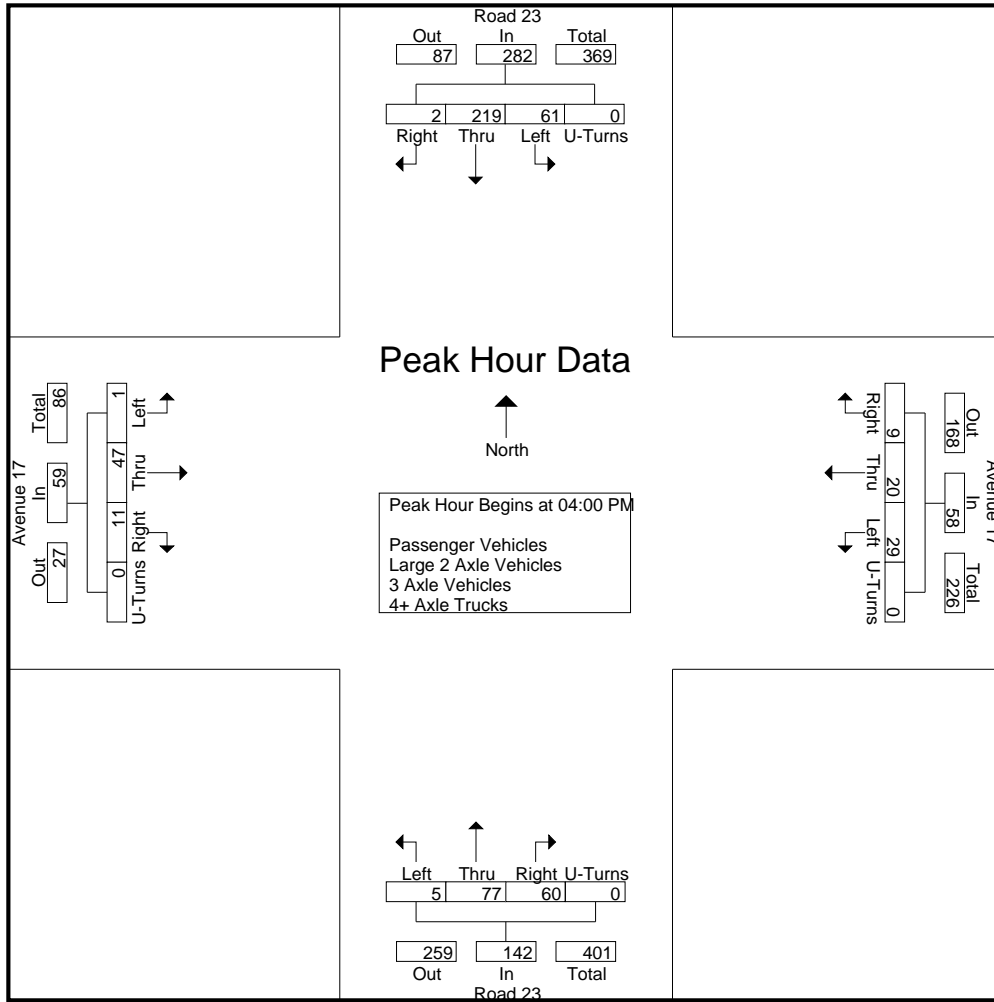 Road 23
Out In Total
87 282 369
2 219 61 0
Right Thru Left U-Turns
Peak Hour Data
North
Peak Hour Begins at 04:00 PM
Passenger Vehicles
Large 2 Axle Vehicles
3 Axle Vehicles
4+ Axle Trucks
Avenue 17
Out In Total
27 59 86
1 47 11 0
Left Thru Right U-Turns
Avenue 17
Out In Total
168 58 226
9 20 29 0
Right Thru Left U-Turns
Left Thru Right U-Turns
5 77 60 0
259 142 401
Out In Total
Road 23